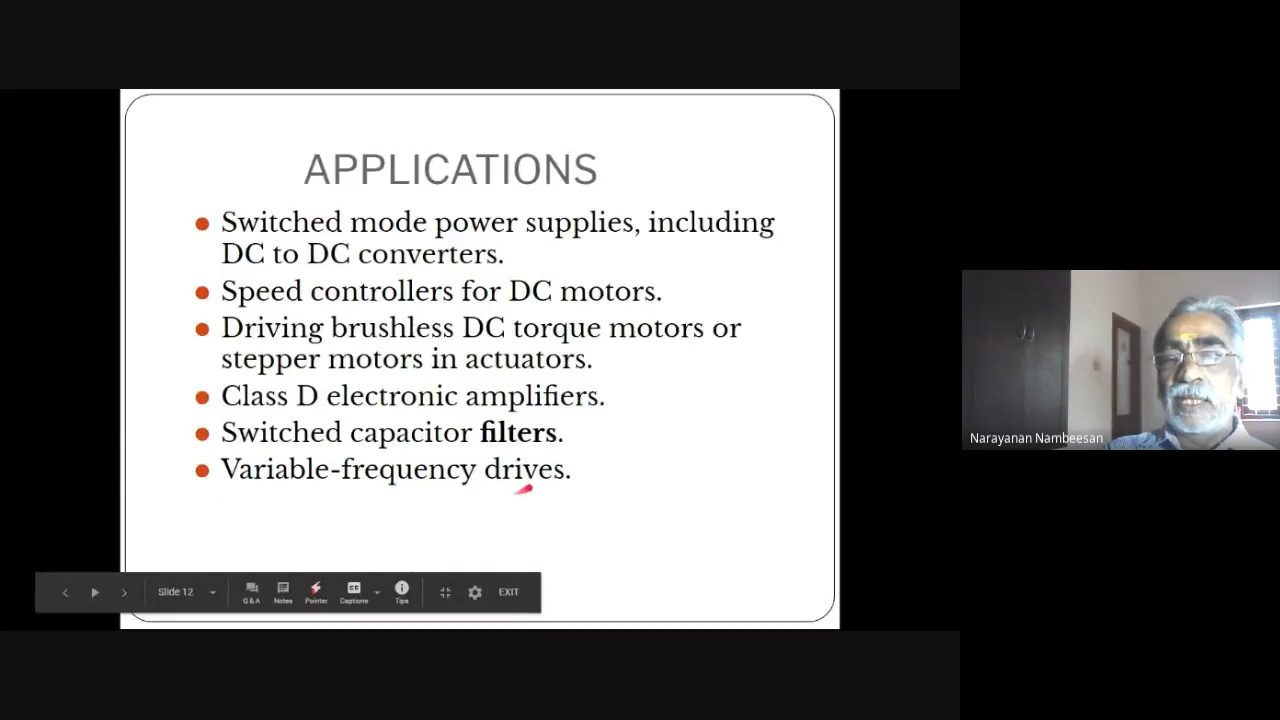 APPLICATIONS
Switched mode power supplies, including
DC to DC converters.
Speed controllers for DC motors.
Driving brushless DC torque motors or
stepper motors in actuators.
Class D electronic amplifiers.
Switched capacitor filters.
Variable-frequency drives.
Narayanan Nambeesan
Slide 12
Q & A
Notes
Pointer
CC
Captions
Tips
EXIT